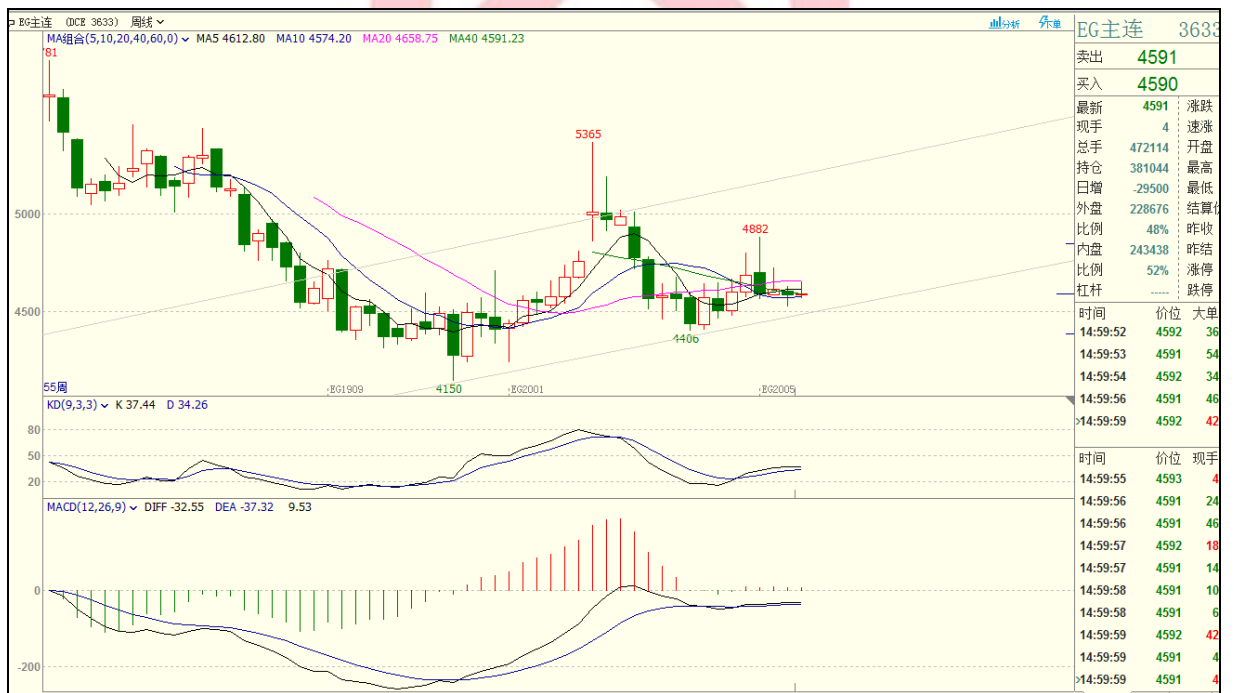 EG主连 (DCE 3633) 周线 分析 下单
MA组合(5,10,20,40,60,0) MA5 4612.80 MA10 4574.20 MA20 4658.75 MA40 4591.23
781
5365
5000
4882
4500
4406
4150
55周
EG1909 EG2001 EG2005
KD(9,3,3) K 37.44 D 34.26
80
50
20
MACD(12,26,9) DIFF -32.55 DEA -37.32 9.53
0
-200
EG主连 3633
卖出 4591
买入 4590
最新 4591 涨跌
现手 4 速涨
总手 472114 开盘
持仓 381044 最高
日增 -29500 最低
外盘 228676 结算价
比例 48% 昨收
内盘 243438 昨结
比例 52% 涨停
杠杆 ----- 跌停
时间 价位 大单
14:59:52 4592 36
14:59:53 4591 54
14:59:54 4592 34
14:59:56 4591 46
14:59:59 4592 42
时间 价位 现手
14:59:55 4593 4
14:59:56 4591 24
14:59:56 4591 46
14:59:57 4592 18
14:59:57 4591 14
14:59:58 4591 10
14:59:58 4591 6
14:59:59 4592 42
14:59:59 4591 4
14:59:59 4591 4